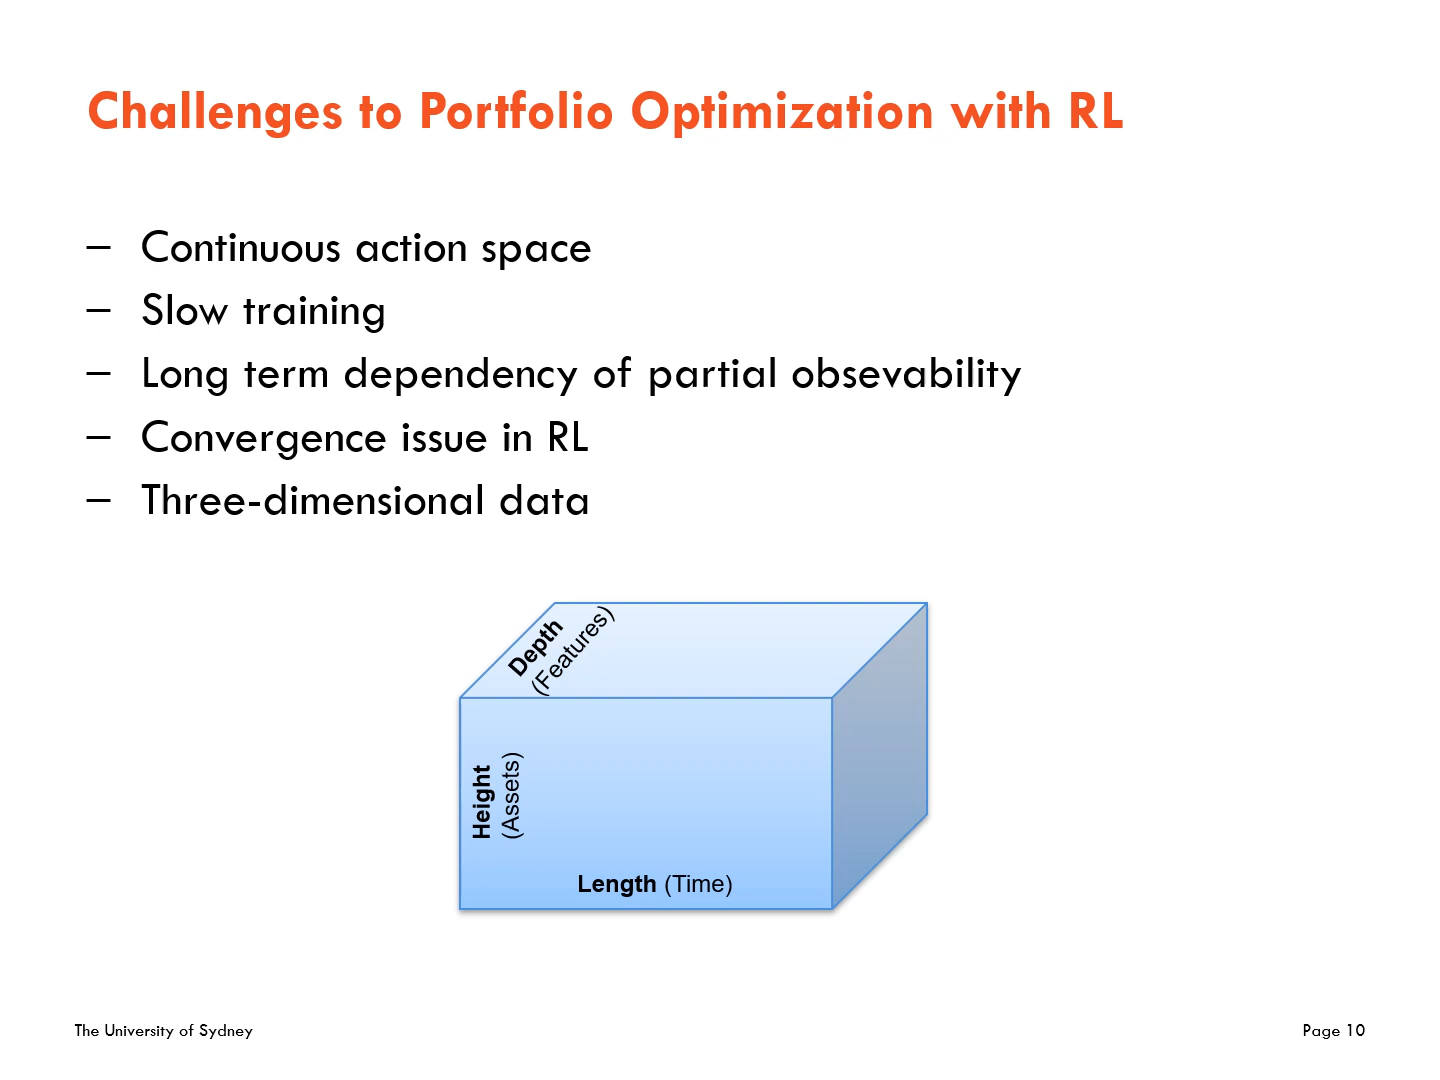 Challenges to Portfolio Optimization with RL
– Continuous action space
– Slow training
– Long term dependency of partial obsevability
– Convergence issue in RL
– Three-dimensional data
Depth
(Features)
Height
(Assets)
Length (Time)
The University of Sydney
Page 10